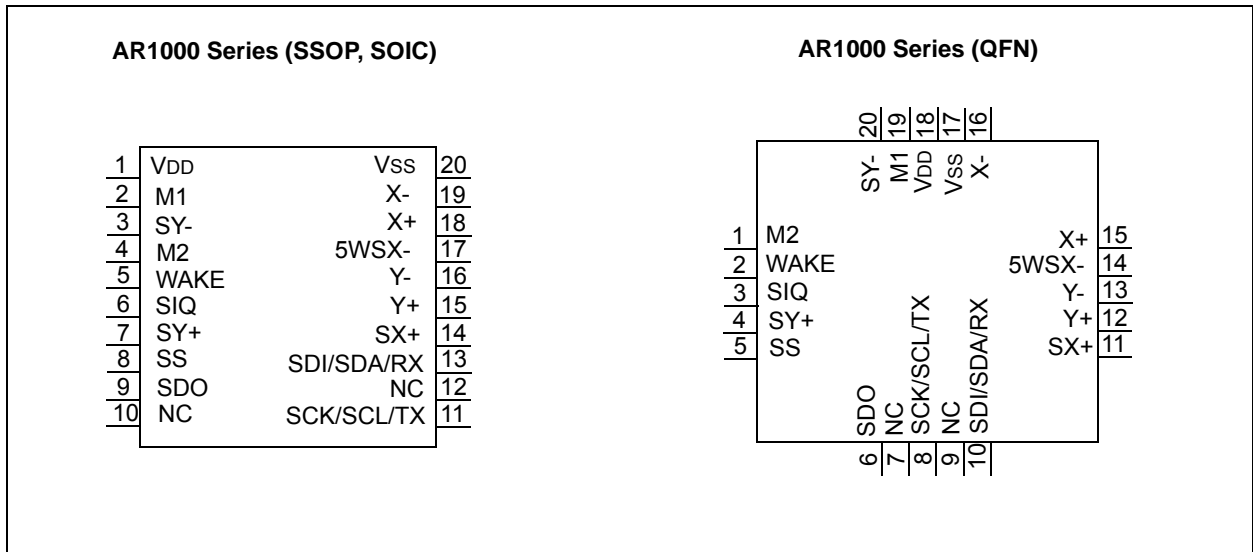 AR1000 Series (SSOP, SOIC)
1 VDD VSS 20
2 M1 X- 19
3 SY- X+ 18
4 M2 5WSX- 17
5 WAKE Y- 16
6 SIQ Y+ 15
7 SY+ SX+ 14
8 SS SDI/SDA/RX 13
9 SDO NC 12
10 NC SCK/SCL/TX 11
AR1000 Series (QFN)
20 19 18 17 16
SY- M1 VDD VSS X-
1 M2 X+ 15
2 WAKE 5WSX- 14
3 SIQ Y- 13
4 SY+ Y+ 12
5 SS SX+ 11
SDO NC SCK/SCL/TX NC SDI/SDA/RX
6 7 8 9 10